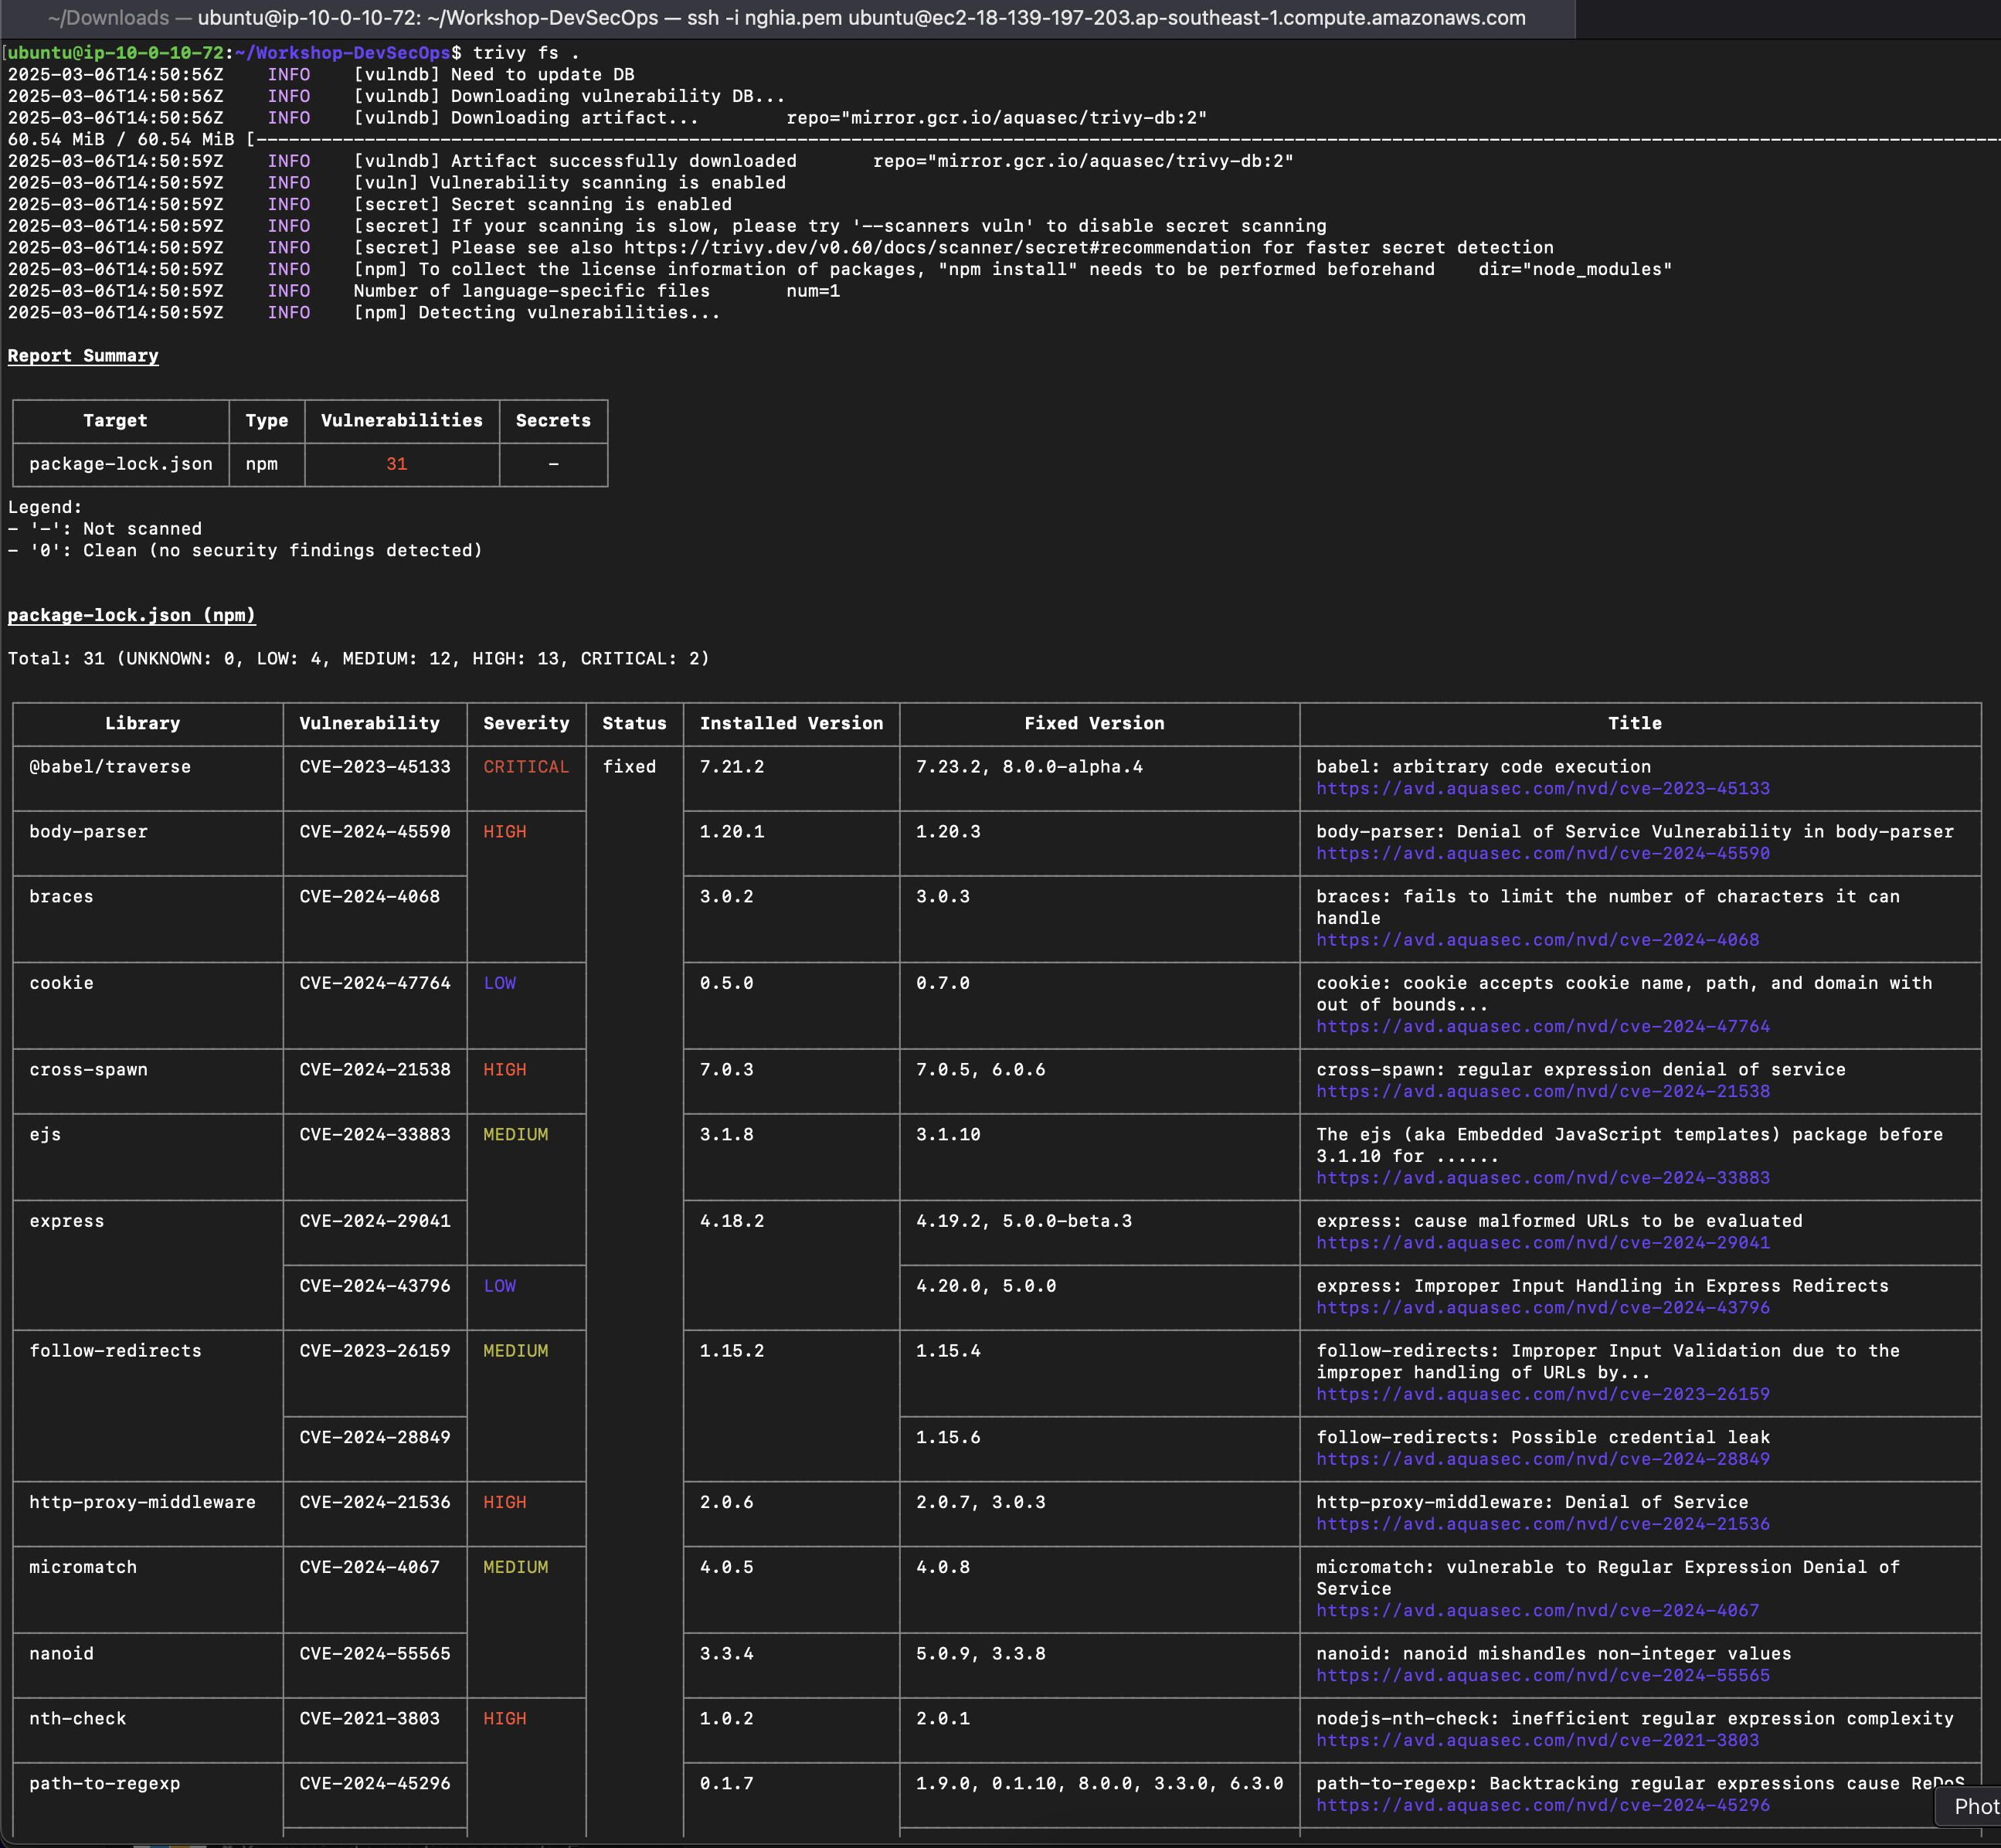 ~/Downloads — ubuntu@ip-10-0-10-72: ~/Workshop-DevSecOps — ssh -i nghia.pem ubuntu@ec2-18-139-197-203.ap-southeast-1.compute.amazonaws.com
[ubuntu@ip-10-0-10-72:~/Workshop-DevSecOps$ trivy fs .
2025-03-06T14:50:56Z INFO [vulndb] Need to update DB
2025-03-06T14:50:56Z INFO [vulndb] Downloading vulnerability DB...
2025-03-06T14:50:56Z INFO [vulndb] Downloading artifact... repo="mirror.gcr.io/aquasec/trivy-db:2"
60.54 MiB / 60.54 MiB [---------------------------------------------------------------
2025-03-06T14:50:59Z INFO [vulndb] Artifact successfully downloaded repo="mirror.gcr.io/aquasec/trivy-db:2"
2025-03-06T14:50:59Z INFO [vuln] Vulnerability scanning is enabled
2025-03-06T14:50:59Z INFO [secret] Secret scanning is enabled
2025-03-06T14:50:59Z INFO [secret] If your scanning is slow, please try '--scanners vuln' to disable secret scanning
2025-03-06T14:50:59Z INFO [secret] Please see also https://trivy.dev/v0.60/docs/scanner/secret#recommendation for faster secret detection
2025-03-06T14:50:59Z INFO [npm] To collect the license information of packages, "npm install" needs to be performed beforehand dir="node_modules"
2025-03-06T14:50:59Z INFO Number of language-specific files num=1
2025-03-06T14:50:59Z INFO [npm] Detecting vulnerabilities...
Report Summary
Target Type Vulnerabilities Secrets
package-lock.json npm 31 -
Legend:
- '-': Not scanned
- '0': Clean (no security findings detected)
package-lock.json (npm)
Total: 31 (UNKNOWN: 0, LOW: 4, MEDIUM: 12, HIGH: 13, CRITICAL: 2)
Library Vulnerability Severity Status Installed Version Fixed Version Title
@babel/traverse CVE-2023-45133 CRITICAL fixed 7.21.2 7.23.2, 8.0.0-alpha.4 babel: arbitrary code execution
https://avd.aquasec.com/nvd/cve-2023-45133
body-parser CVE-2024-45590 HIGH 1.20.1 1.20.3 body-parser: Denial of Service Vulnerability in body-parser
https://avd.aquasec.com/nvd/cve-2024-45590
braces CVE-2024-4068 3.0.2 3.0.3 braces: fails to limit the number of characters it can
handle
https://avd.aquasec.com/nvd/cve-2024-4068
cookie CVE-2024-47764 LOW 0.5.0 0.7.0 cookie: cookie accepts cookie name, path, and domain with
out of bounds...
https://avd.aquasec.com/nvd/cve-2024-47764
cross-spawn CVE-2024-21538 HIGH 7.0.3 7.0.5, 6.0.6 cross-spawn: regular expression denial of service
https://avd.aquasec.com/nvd/cve-2024-21538
ejs CVE-2024-33883 MEDIUM 3.1.8 3.1.10 The ejs (aka Embedded JavaScript templates) package before
3.1.10 for ......
https://avd.aquasec.com/nvd/cve-2024-33883
express CVE-2024-29041 4.18.2 4.19.2, 5.0.0-beta.3 express: cause malformed URLs to be evaluated
https://avd.aquasec.com/nvd/cve-2024-29041
CVE-2024-43796 LOW 4.20.0, 5.0.0 express: Improper Input Handling in Express Redirects
https://avd.aquasec.com/nvd/cve-2024-43796
follow-redirects CVE-2023-26159 MEDIUM 1.15.2 1.15.4 follow-redirects: Improper Input Validation due to the
improper handling of URLs by...
https://avd.aquasec.com/nvd/cve-2023-26159
CVE-2024-28849 1.15.6 follow-redirects: Possible credential leak
https://avd.aquasec.com/nvd/cve-2024-28849
http-proxy-middleware CVE-2024-21536 HIGH 2.0.6 2.0.7, 3.0.3 http-proxy-middleware: Denial of Service
https://avd.aquasec.com/nvd/cve-2024-21536
micromatch CVE-2024-4067 MEDIUM 4.0.5 4.0.8 micromatch: vulnerable to Regular Expression Denial of
Service
https://avd.aquasec.com/nvd/cve-2024-4067
nanoid CVE-2024-55565 3.3.4 5.0.9, 3.3.8 nanoid: nanoid mishandles non-integer values
https://avd.aquasec.com/nvd/cve-2024-55565
nth-check CVE-2021-3803 HIGH 1.0.2 2.0.1 nodejs-nth-check: inefficient regular expression complexity
https://avd.aquasec.com/nvd/cve-2021-3803
path-to-regexp CVE-2024-45296 0.1.7 1.9.0, 0.1.10, 8.0.0, 3.3.0, 6.3.0 path-to-regexp: Backtracking regular expressions cause ReDoS
https://avd.aquasec.com/nvd/cve-2024-45296
Phot